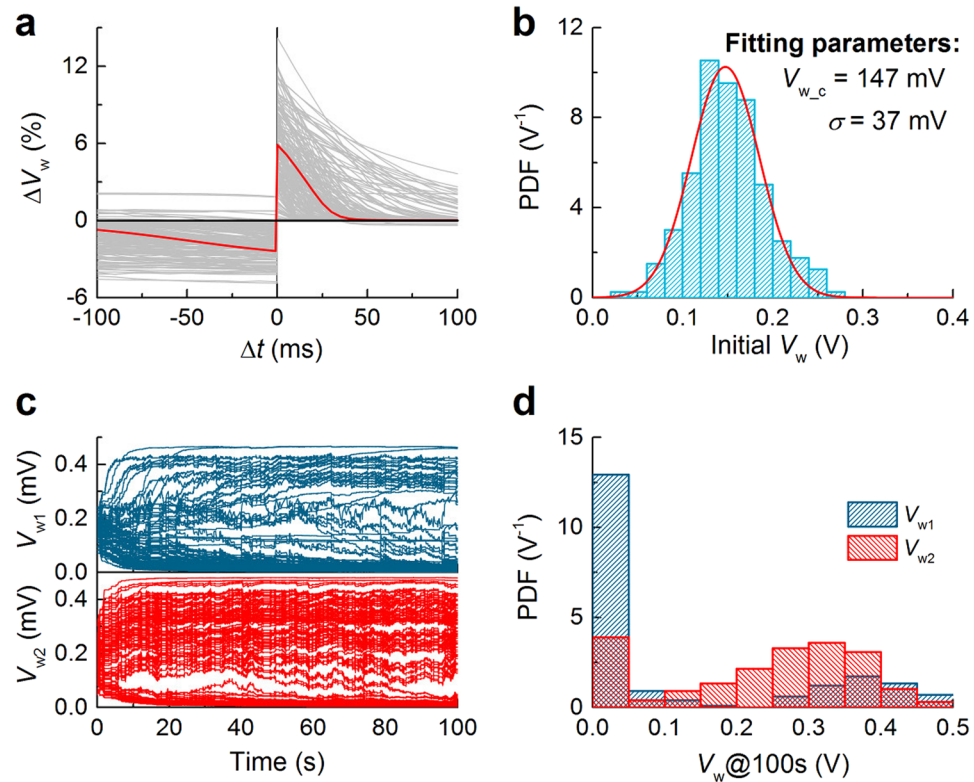 a
12
6
0
-6
ΔVw (%)
-100
-50
0
50
100
Δt (ms)
b
12
8
4
0
PDF (V-1)
Fitting parameters:
Vw_c = 147 mV
σ = 37 mV
0.0
0.1
0.2
0.3
0.4
Initial Vw (V)
c
0.4
0.2
0.0
Vw1 (mV)
0.4
0.2
0.0
Vw2 (mV)
0
20
40
60
80
100
Time (s)
d
15
10
5
0
PDF (V-1)
Vw1
Vw2
0.0
0.1
0.2
0.3
0.4
0.5
Vw@100s (V)